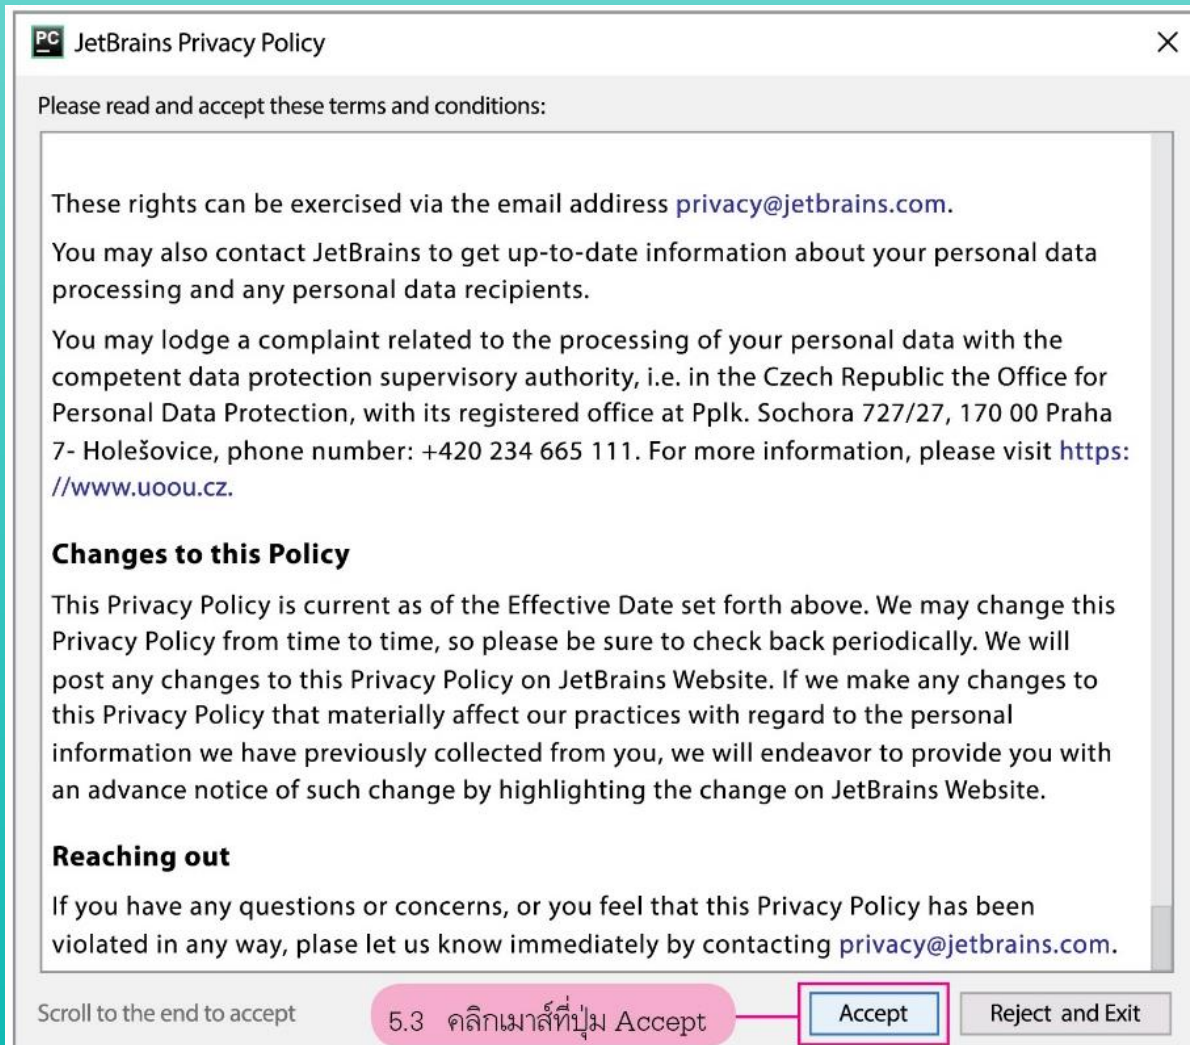 PC JetBrains Privacy Policy
Please read and accept these terms and conditions:
These rights can be exercised via the email addiress privacy@jetbrains.com.
You may also contact JetBrains to get up-to-date information about your personal data
processing and any personal data recipients.
You may lodge a complaint related to the processing of your personal data with the
competent data protection supervisory authority, i.e. in the Czech Republic the Office for
Personal Data Protection, with its registered office at Pplk. Sochora 727/27, 170 00 Praha
7- Holešovice, phone number: +420 234 665 111. For more information, please visit https:
//www.uoou.cz.
Changes to this Policy
This Privacy Policy is current as of the Effective Date set forth above. We may change this
Privacy Policy from time to time, so please be sure to check back periodically. We will
post any changes to this Privacy Policy on JetBrains Website. If we make any changes to
this Privacy Policy that materially affect our practices with regard to the personal
information we have previously collected from you, we will endeavor to provide you with
an advance notice of such change by highlighting the change on JetBrains Website.
Reaching out
If you have any questions or concerns, or you feel that this Privacy Policy has been
violated in any way, plase let us know immediately by contacting privacy@jetbrains.com.
Scroll to the end to accept
5.3 คลิกเมาส์ที่ปุ่ม Accept
Accept
Reject and Exit